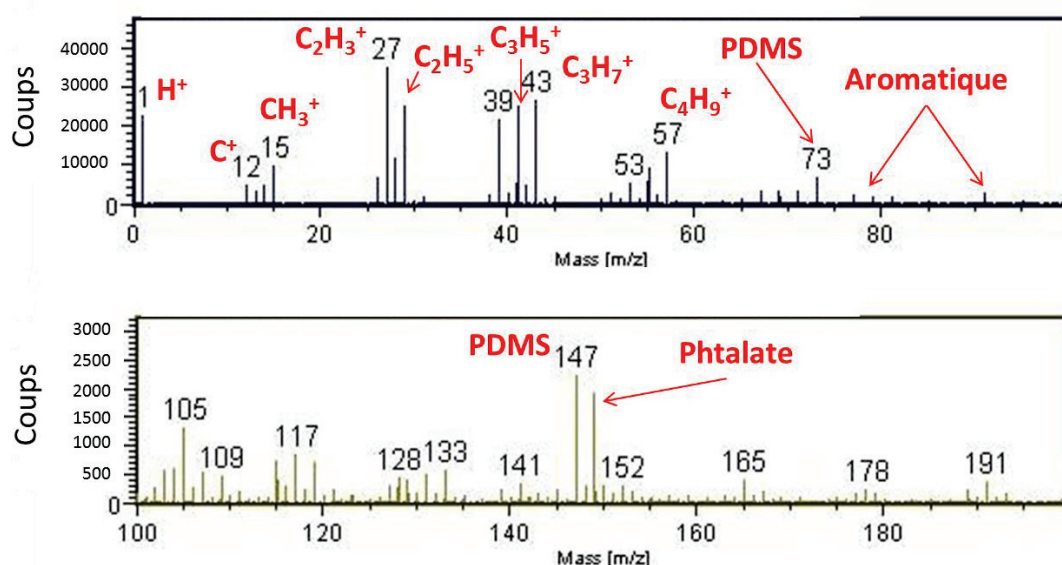 C₂H₃⁺ C₂H₅⁺ C₃H₅⁺ PDMS
40000 27 C₃H₇⁺ Aromatique
30000 1 H⁺ 39 43 C₄H₉⁺
20000 CH₃⁺ 57
10000 C⁺ 12 15 53 73
0
Coups
0 20 40 60 80
Mass [m/z]
3000 PDMS 147 Phtalate
2500
2000
1500 105
1000 109 117 128 133 141 152 165 178 191
500
0
Coups
100 120 140 160 180
Mass [m/z]